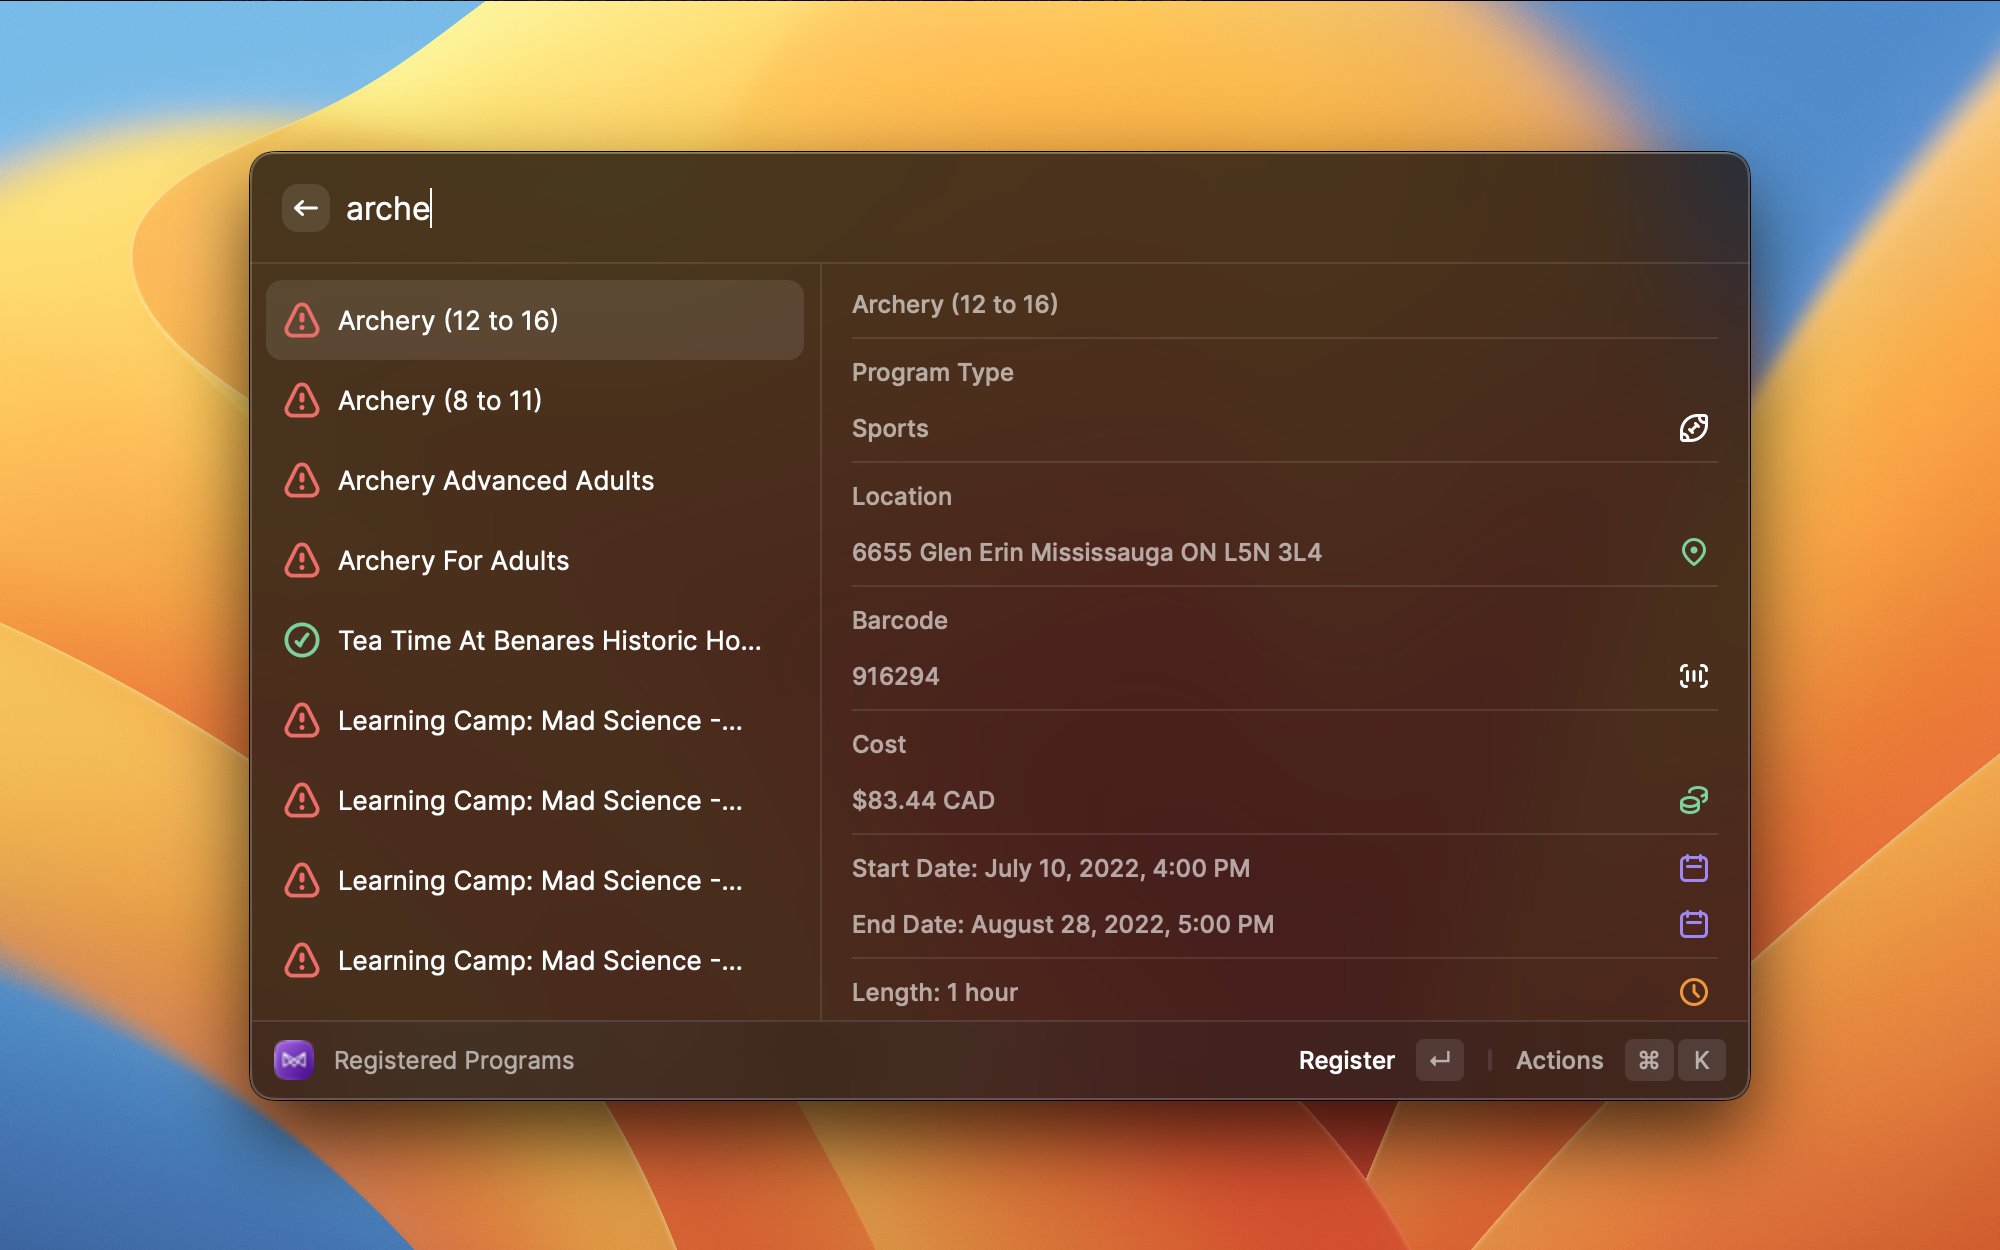 arche
Archery (12 to 16)
Archery (8 to 11)
Archery Advanced Adults
Archery For Adults
Tea Time At Benares Historic Ho...
Learning Camp: Mad Science -...
Learning Camp: Mad Science -...
Learning Camp: Mad Science -...
Learning Camp: Mad Science -...
Archery (12 to 16)
Program Type
Sports
Location
6655 Glen Erin Mississauga ON L5N 3L4
Barcode
916294
Cost
$83.44 CAD
Start Date: July 10, 2022, 4:00 PM
End Date: August 28, 2022, 5:00 PM
Length: 1 hour
Registered Programs
Register
Actions ⌘ K